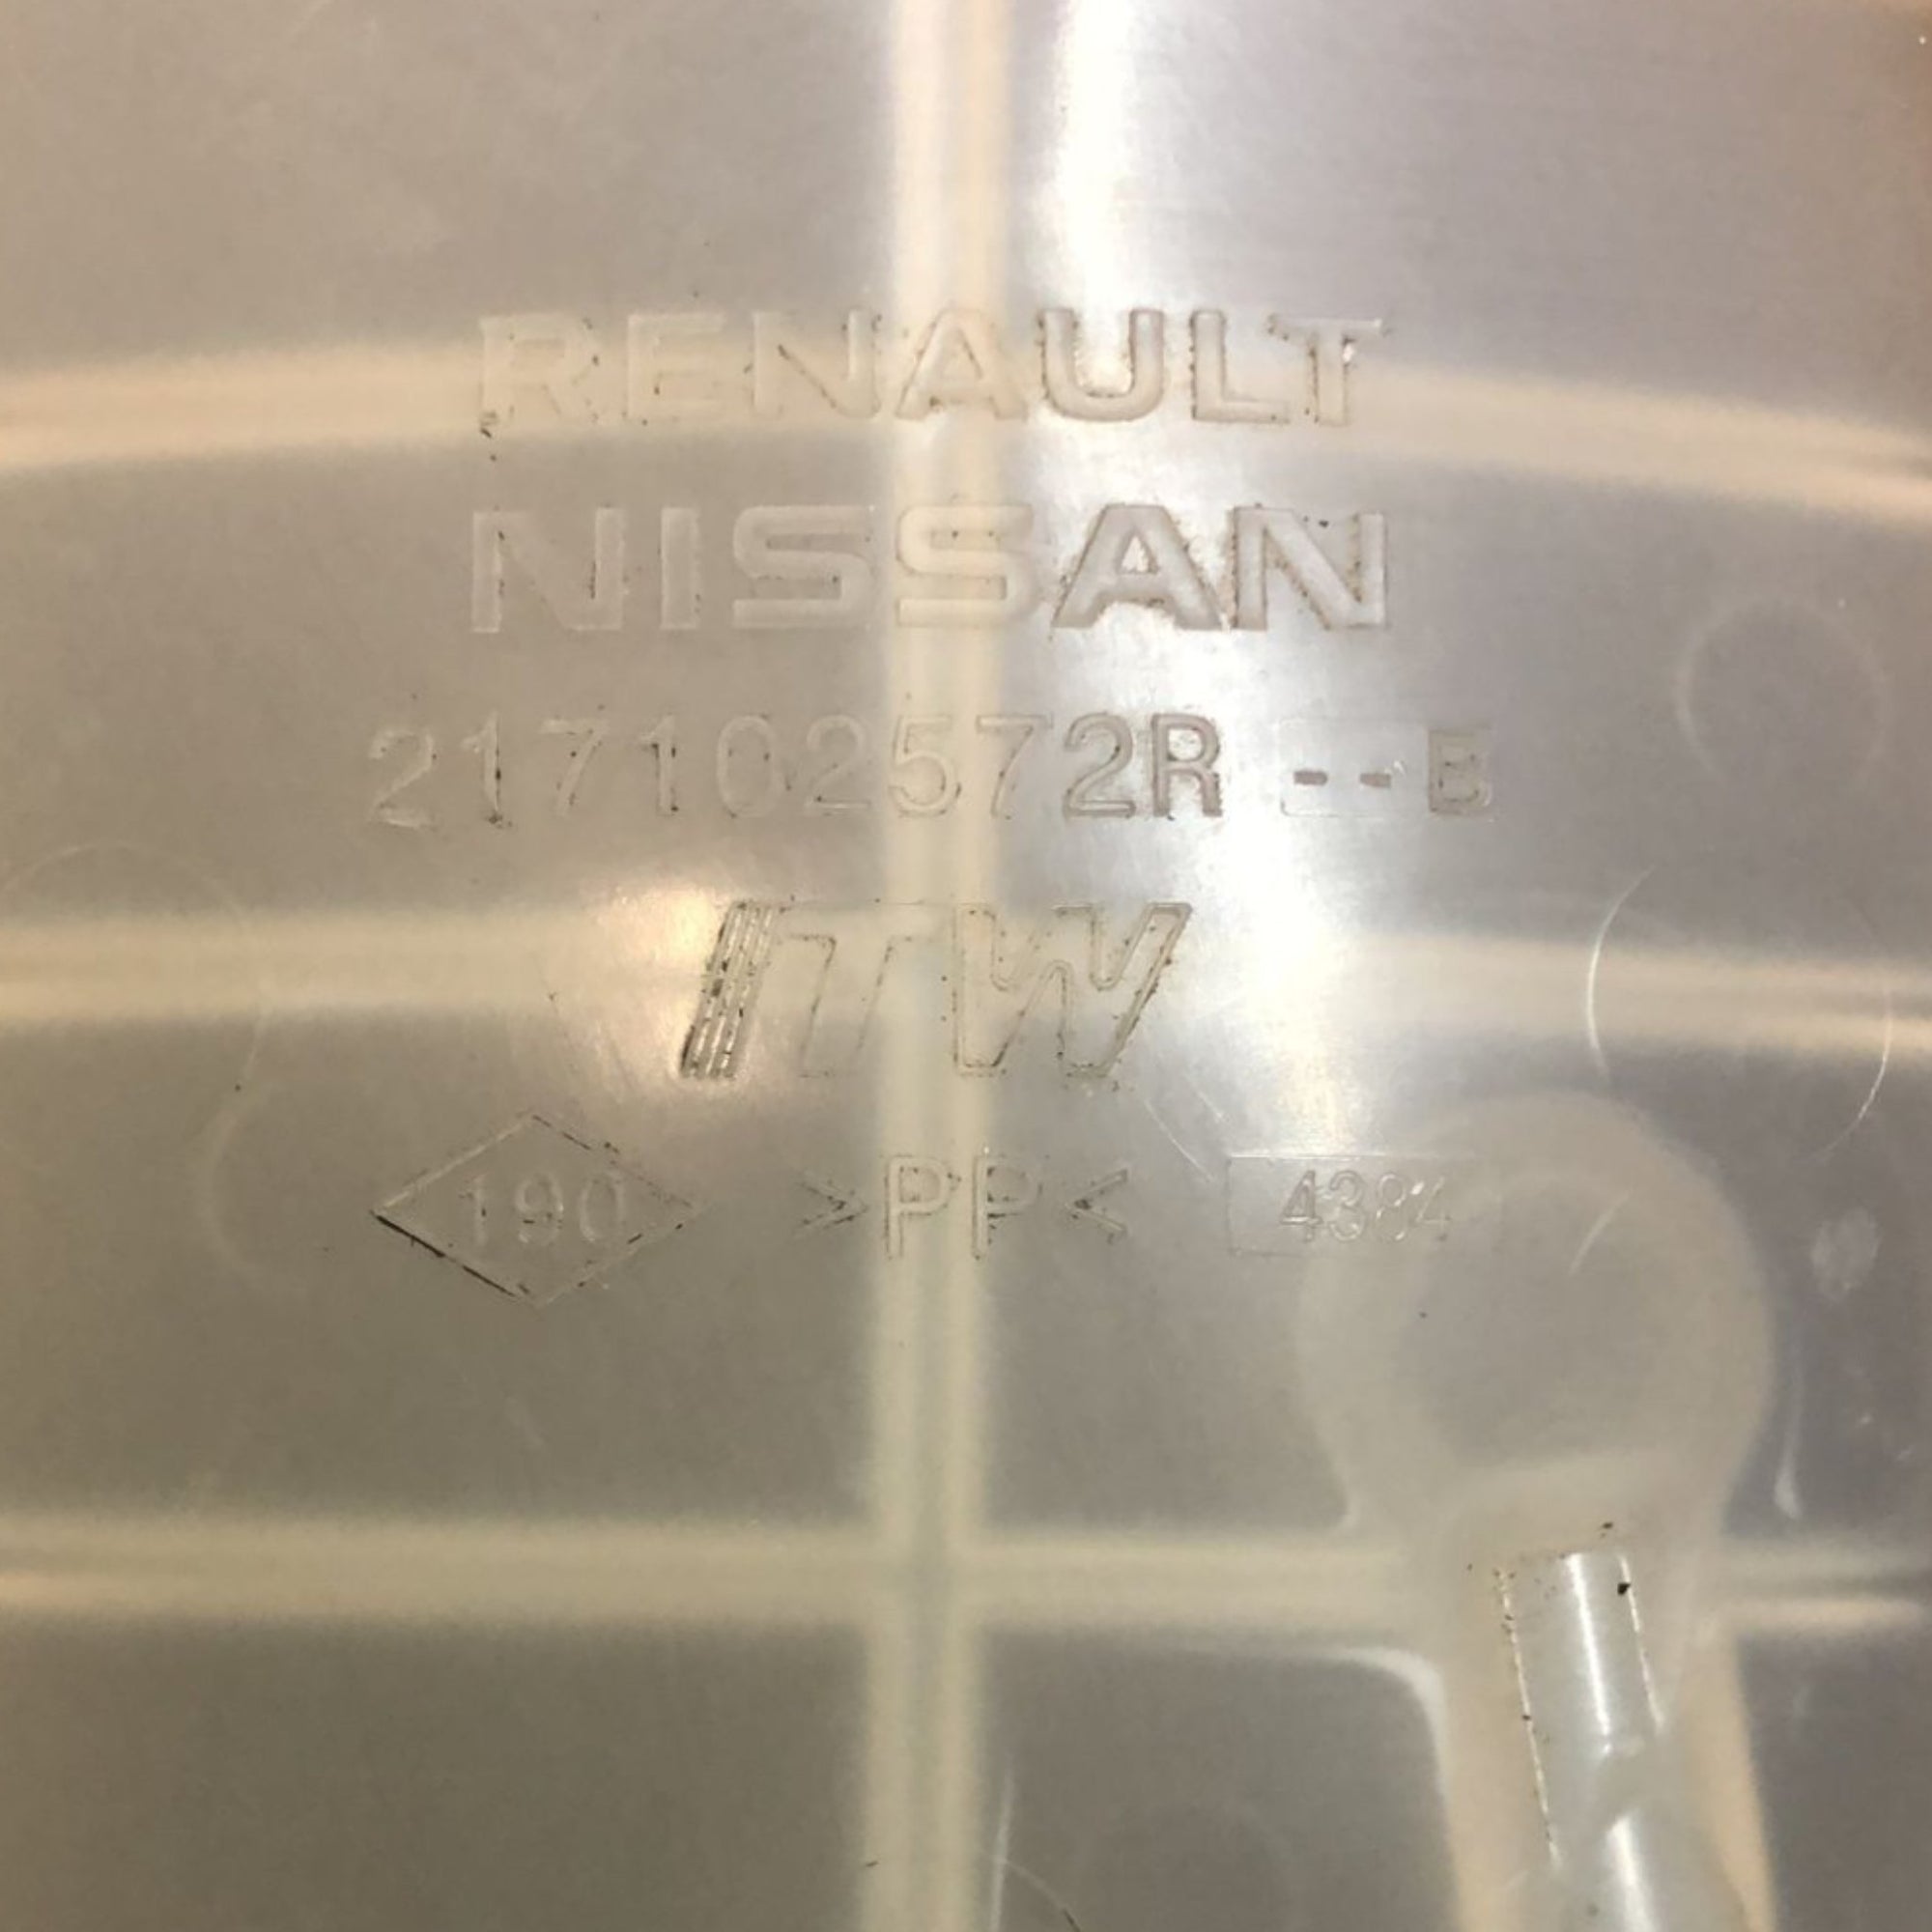 RENAULT
NISSAN
217102572R --B
ITW
190 >PP< 4384